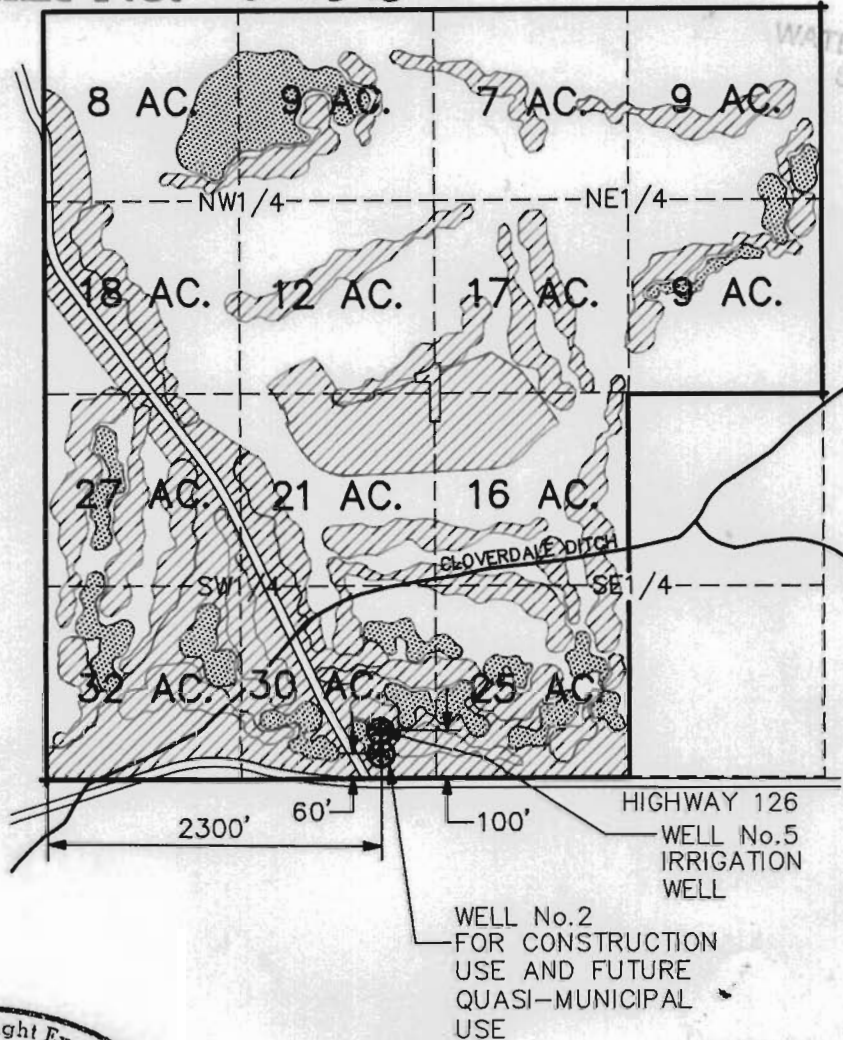 8 AC.
9 AC.
7 AC.
9 AC.
NW1/4
NE1/4
18 AC.
12 AC.
17 AC.
9 AC.
1
27 AC.
21 AC.
16 AC.
CLOVERDALE DITCH
SW1/4
SE1/4
32 AC.
30 AC.
25 AC
60'
100'
2300'
HIGHWAY 126
WELL No.5
IRRIGATION
WELL
WELL No.2
FOR CONSTRUCTION
USE AND FUTURE
QUASI-MUNICIPAL
USE